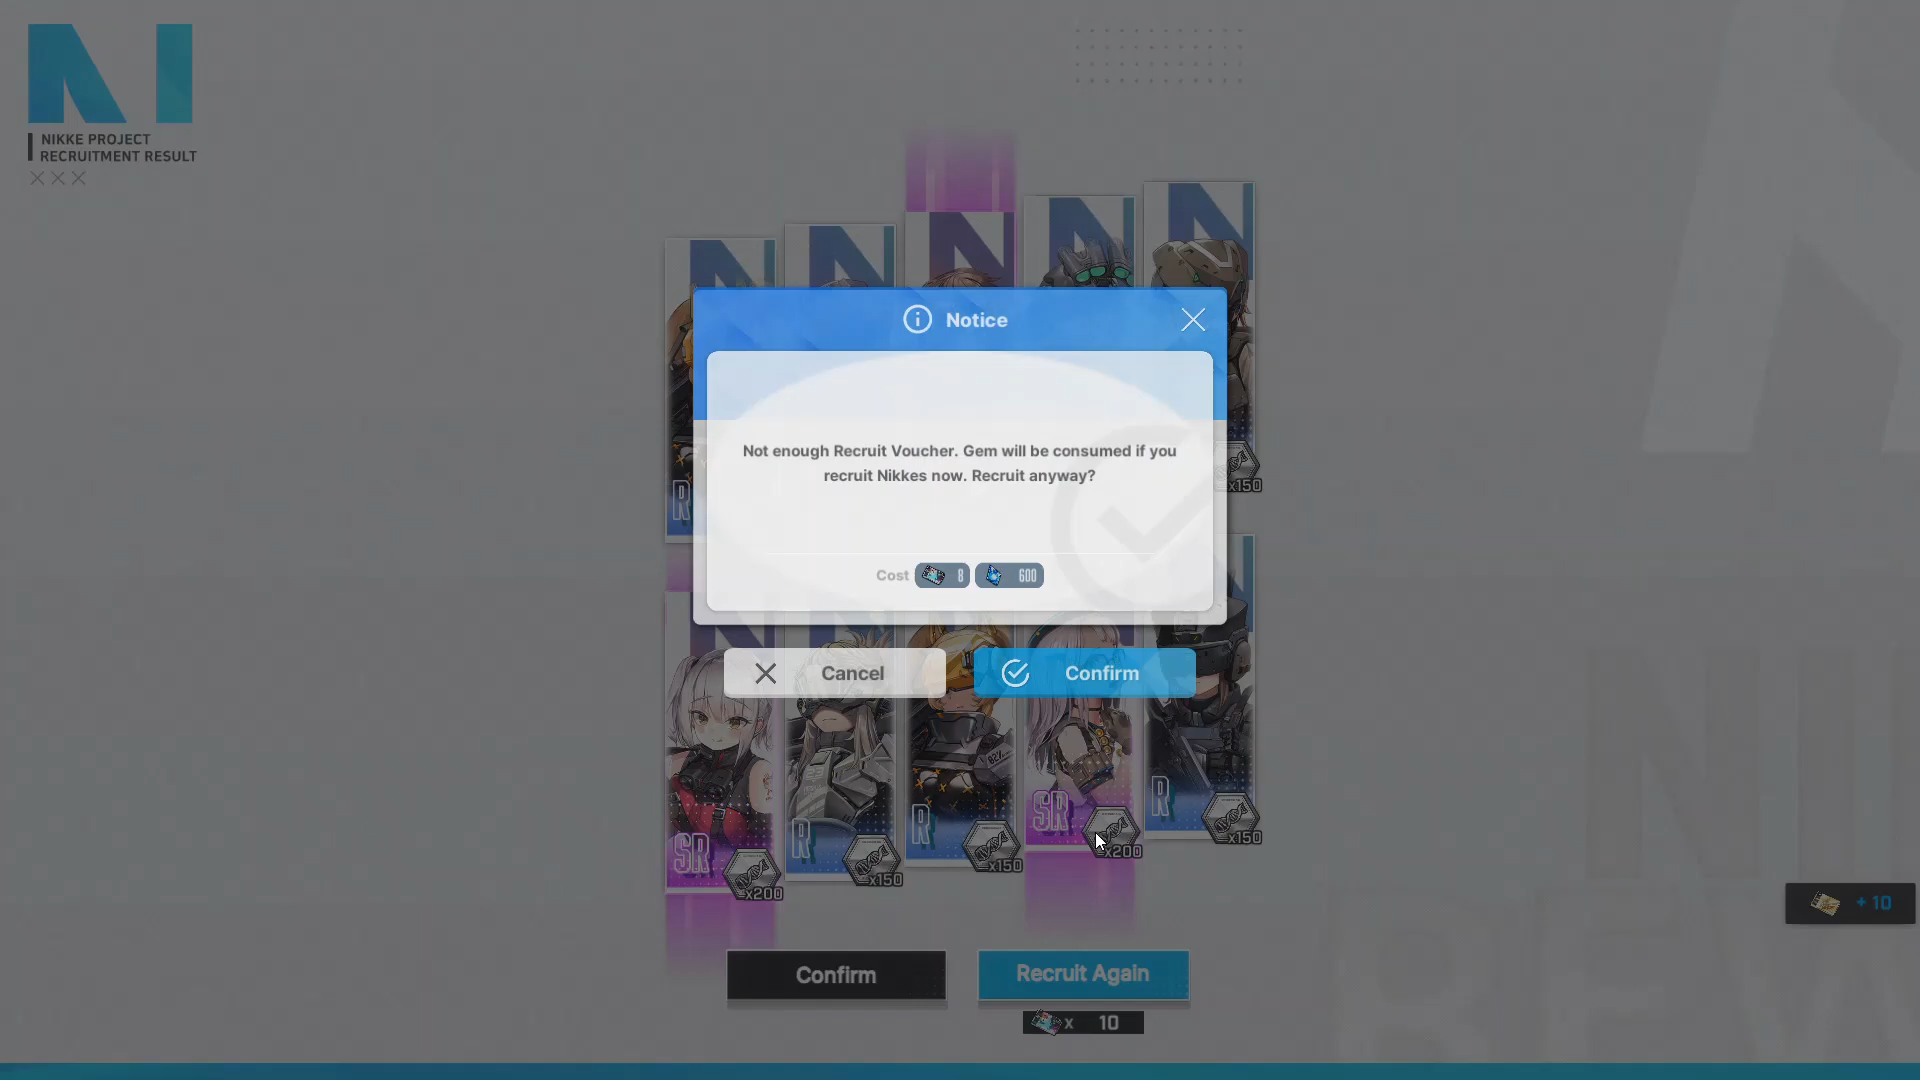 NIKKE PROJECT
RECRUITMENT RESULT
Notice
Not enough Recruit Voucher. Gem will be consumed if you
recruit Nikkes now. Recruit anyway?
Cost 8 600
Cancel
Confirm
R
x150
SR
x200
R
x150
R
x150
SR
x200
R
x150
+ 10
Confirm
Recruit Again
x 10